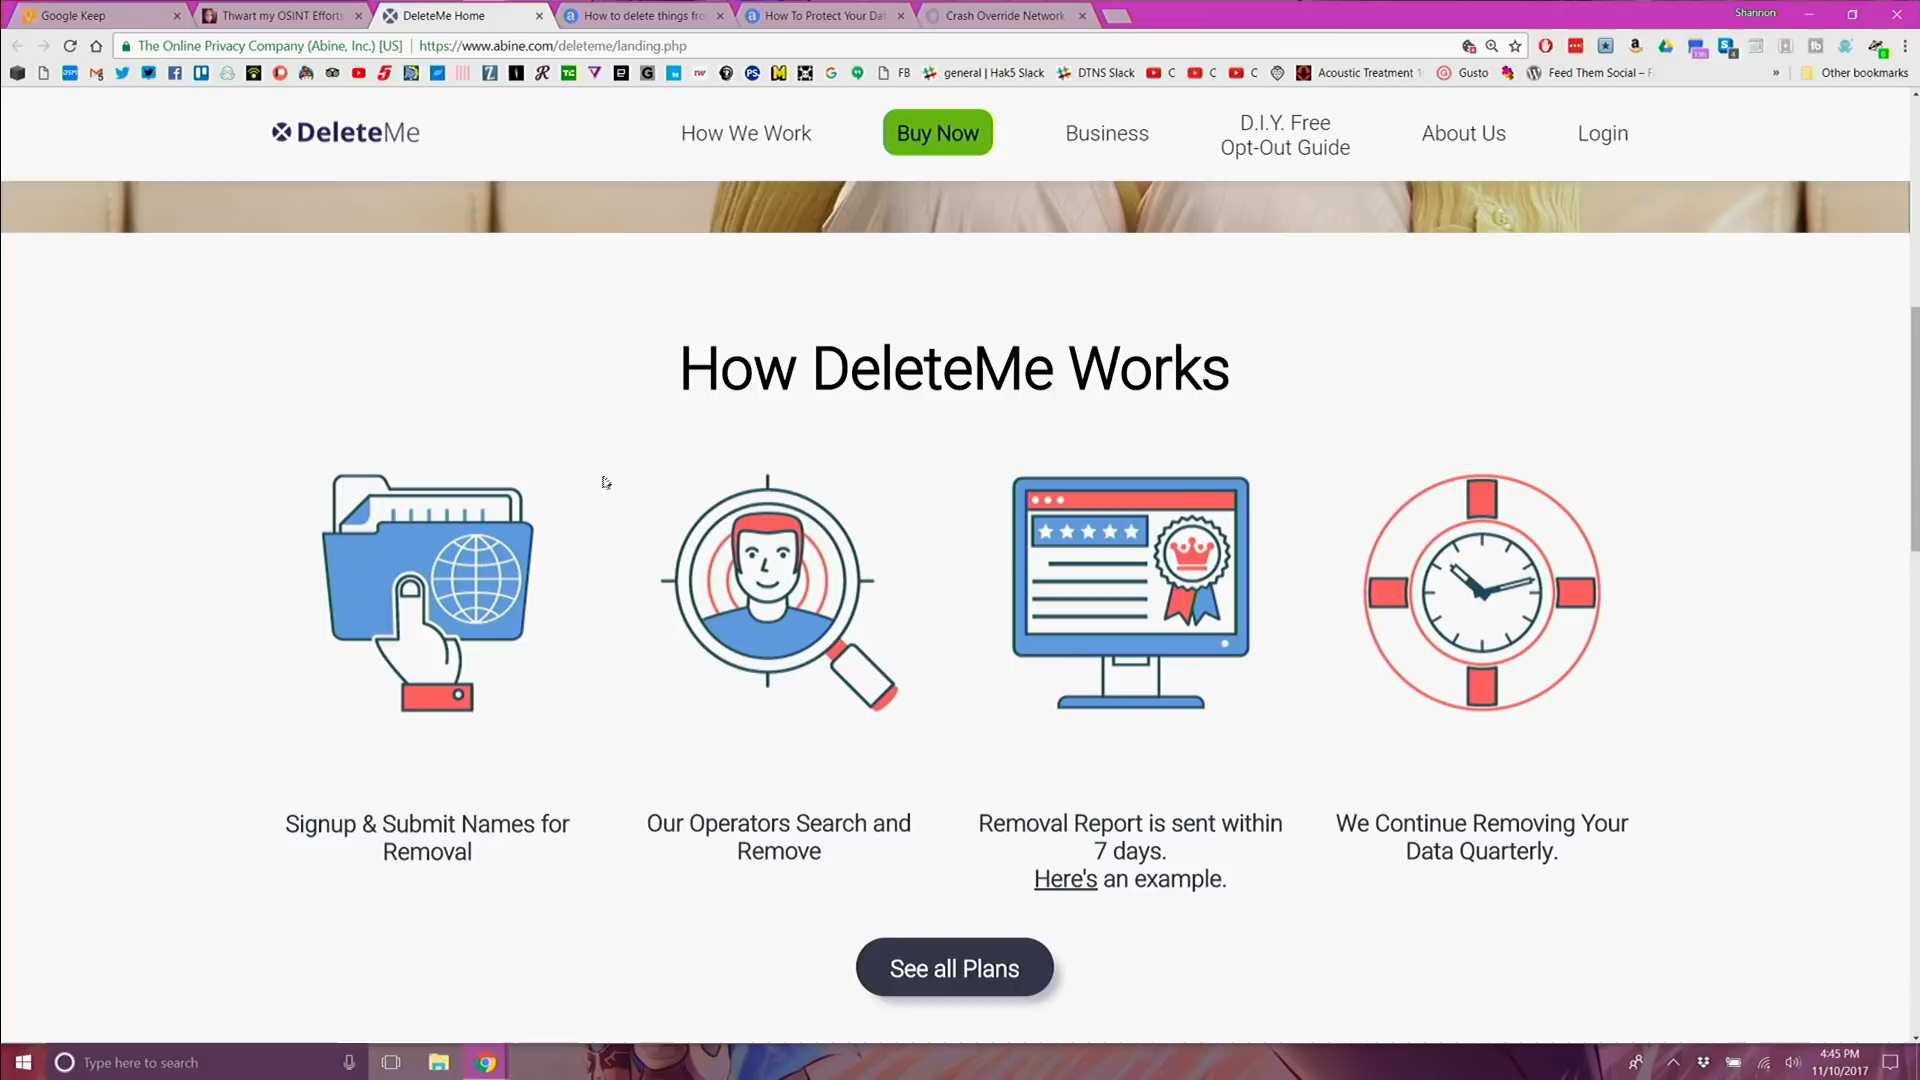 Google Keep
Thwart my OSINT Efforts
DeleteMe Home
How to delete things fro
How To Protect Your Da
Crash Override Network
Shannon
The Online Privacy Company (Abine, Inc.) [US]
https://www.abine.com/deleteme/landing.php
FB
general | Hak5 Slack
DTNS Slack
C
C
C
Acoustic Treatment
Gusto
Feed Them Social –
»
Other bookmarks
DeleteMe
How We Work
Buy Now
Business
D.I.Y. Free
Opt-Out Guide
About Us
Login
How DeleteMe Works
Signup & Submit Names for
Removal
Our Operators Search and
Remove
Removal Report is sent within
7 days.
Here's an example.
We Continue Removing Your
Data Quarterly.
See all Plans
Type here to search
4:45 PM
11/10/2017